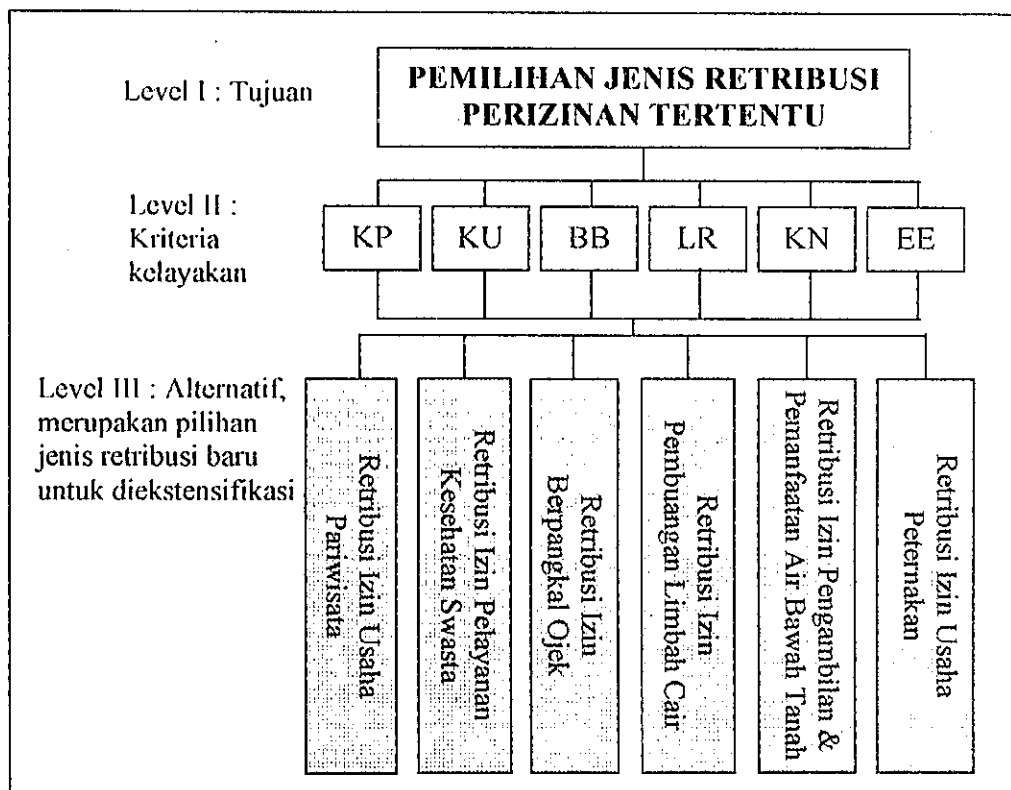 Level I : Tujuan
PEMILIHAN JENIS RETRIBUSI
PERIZINAN TERTENTU
Level II :
Kriteria
kelayakan
KP
KU
BB
LR
KN
EE
Level III : Alternatif,
merupakan pilihan
jenis retribusi baru
untuk diekstensifikasi
Retribusi Izin Usaha
Pariwisata
Retribusi Izin Pelayanan
Kesehatan Swasta
Retribusi Izin
Berpangkal Ojek
Retribusi Izin
Pembuangan Limbah Cair
Retribusi Izin Pengambilan &
Pemanfaatan Air Bawah Tanah
Retribusi Izin Usaha
Peternakan